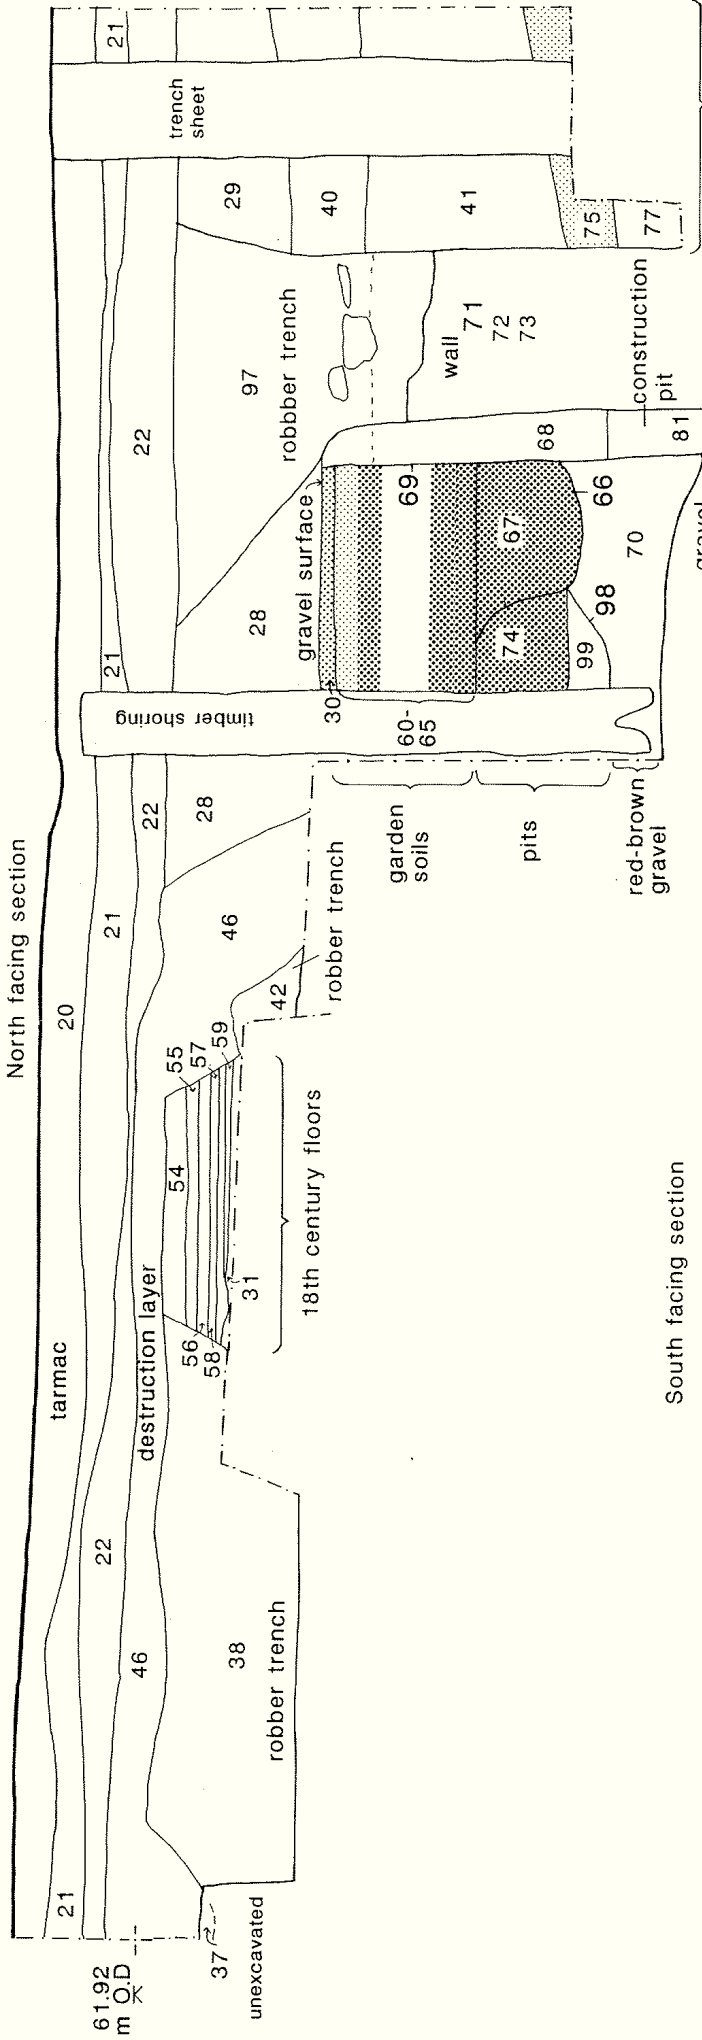 North facing section
61.92
m O.D
21
tarmac
20
22
21
21
21
46
destruction layer
22
22
trench
sheet
37
unexcavated
38
robber trench
54
55
56
57
58
59
31
18th century floors
46
42
robber trench
28
timber shoring
28
97
robbber trench
29
40
41
gravel surface
30
60-
65
69
garden
soils
wall 71
72
73
74
67
66
68
pits
99
98
70
red-brown
gravel
construction
pit
81
75
77
gravel
South facing section